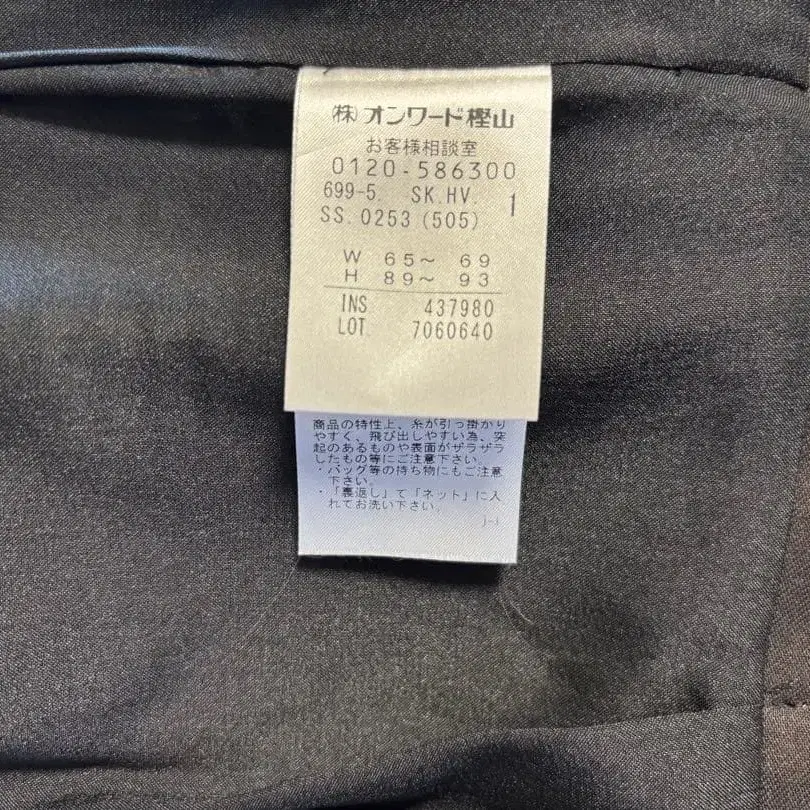 ㈱オンワード樫山
お客様相談室
0120-586300
699-5. SK.HV. 1
SS. 0253 (505)
W 65～ 69
H 89～ 93
INS 437980
LOT. 7060640
商品の特性上、糸が引っ掛かり
やすく、飛び出しやすい為、突
起のあるものや表面がザラザラ
したもの等にご注意下さい。
・バッグ等の持ち物にもご注意
下さい。
・「裏返し」て「ネット」に入
れてお洗い下さい。